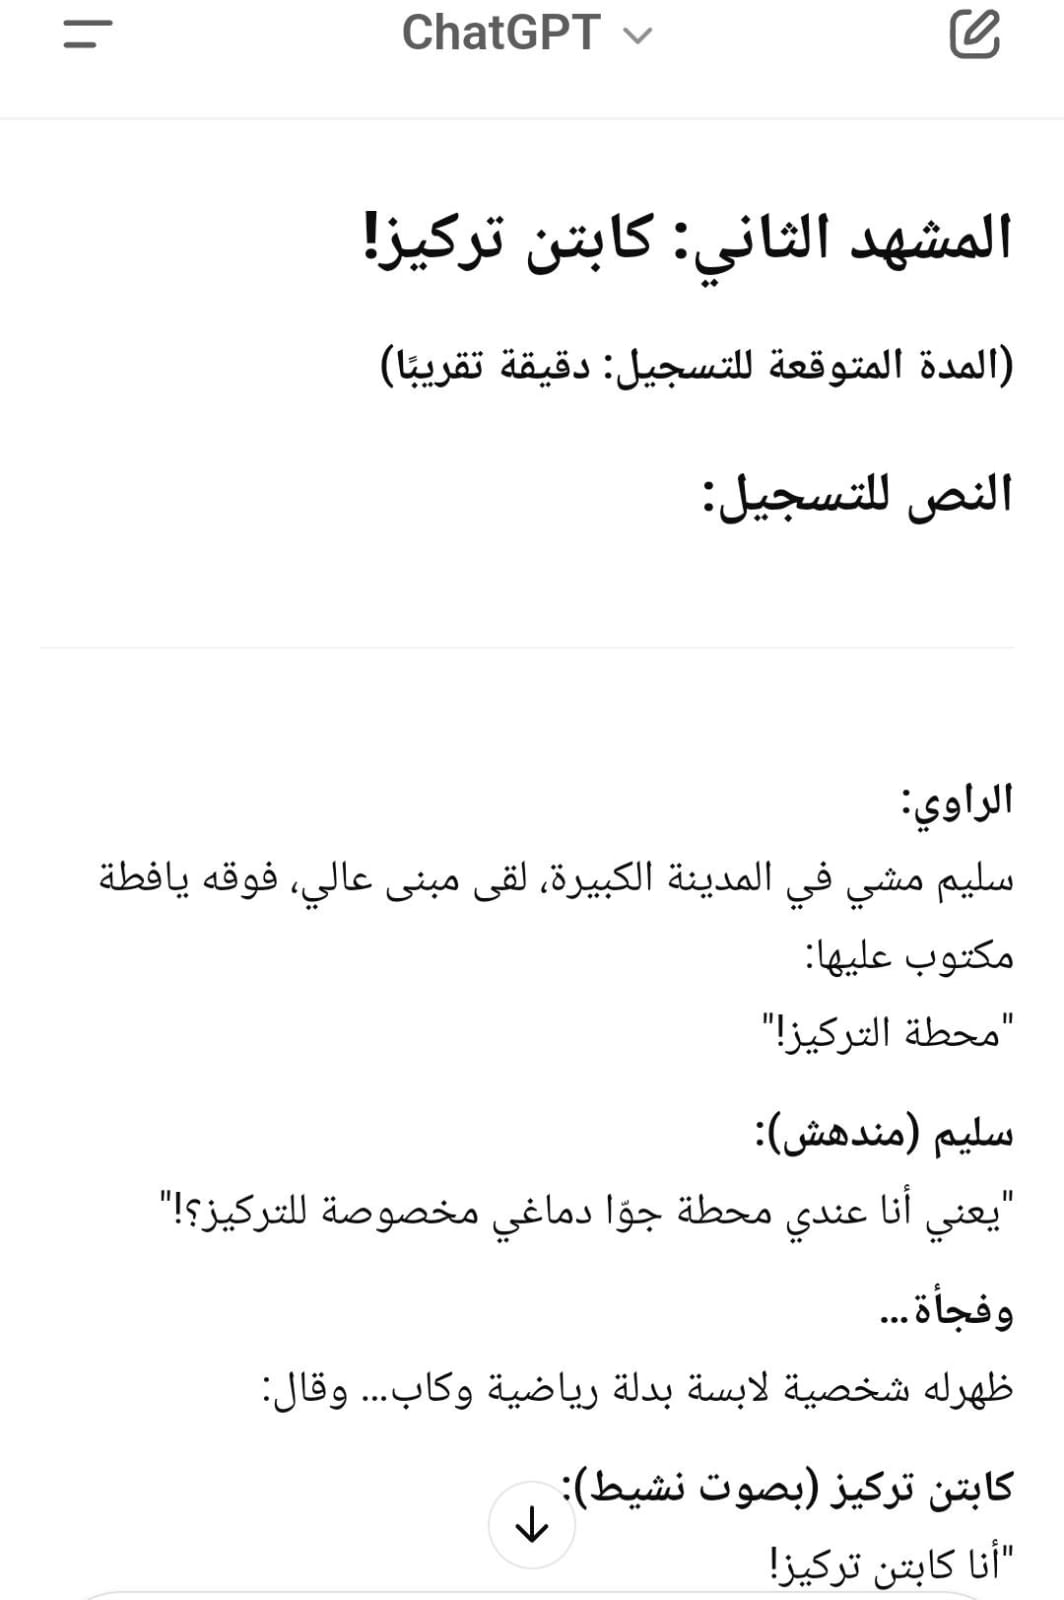 ChatGPT
المشهد الثاني: كابتن تركيز!
(المدة المتوقعة للتسجيل: دقيقة تقريبًا)
النص للتسجيل:
الراوي:
سليم مشي في المدينة الكبيرة، لقى مبنى عالي، فوقه يافطة
مكتوب عليها:
"محطة التركيز!"
سليم (مندهش):
"يعني أنا عندي محطة جوّا دماغي مخصوصة للتركيز؟!"
وفجأة...
ظهرله شخصية لابسة بدلة رياضية وكاب... وقال:
كابتن تركيز (بصوت نشيط):
"أنا كابتن تركيز!